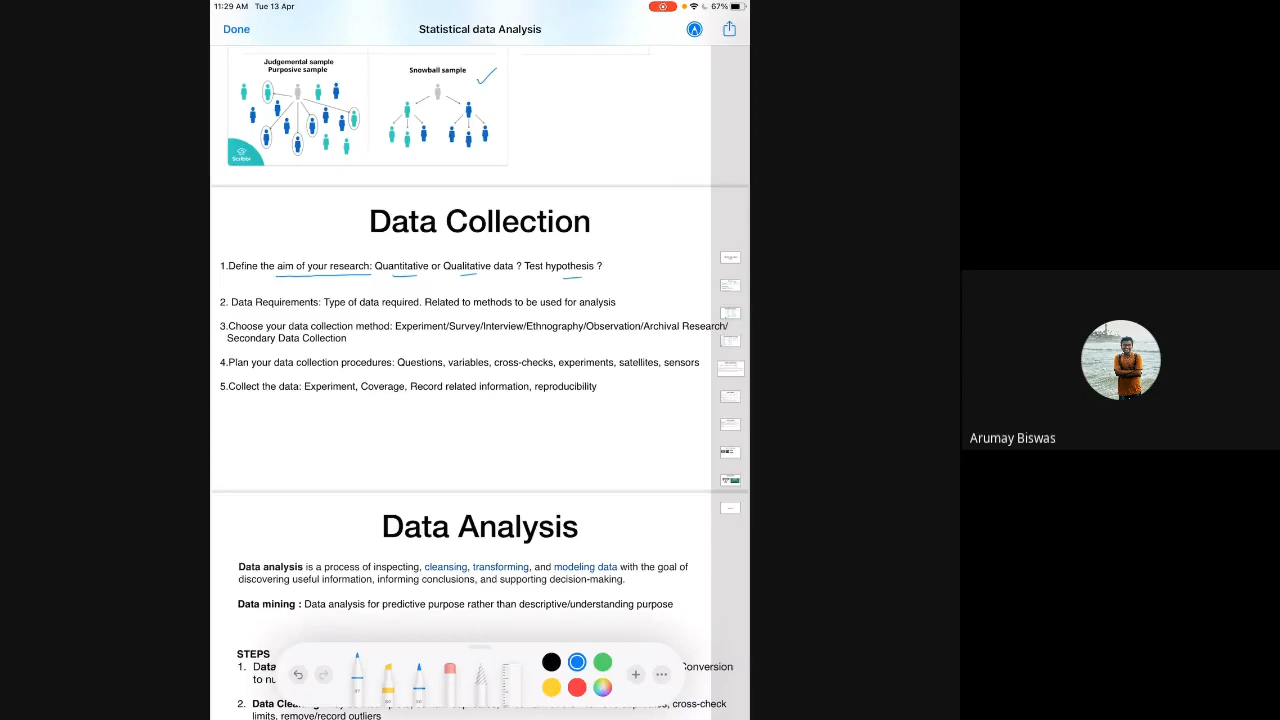 11:29 AM Tue 13 Apr
67%
Done
Statistical data Analysis
Judgemental sample
Purposive sample
Snowball sample
Scribbr
Data Collection
1.Define the aim of your research: Quantitative or Qualitative data ? Test hypothesis ?
2. Data Requirements: Type of data required. Related to methods to be used for analysis
3.Choose your data collection method: Experiment/Survey/Interview/Ethnography/Observation/Archival Research/
Secondary Data Collection
4.Plan your data collection procedures: Questions, variables, cross-checks, experiments, satellites, sensors
5.Collect the data: Experiment, Coverage, Record related information, reproducibility
Arumay Biswas
Data Analysis
Data analysis is a process of inspecting, cleansing, transforming, and modeling data with the goal of
discovering useful information, informing conclusions, and supporting decision-making.
Data mining : Data analysis for predictive purpose rather than descriptive/understanding purpose
STEPS
1. Data Conversion
to nu
2. Data Clea cross-check
limits, remove/record outliers